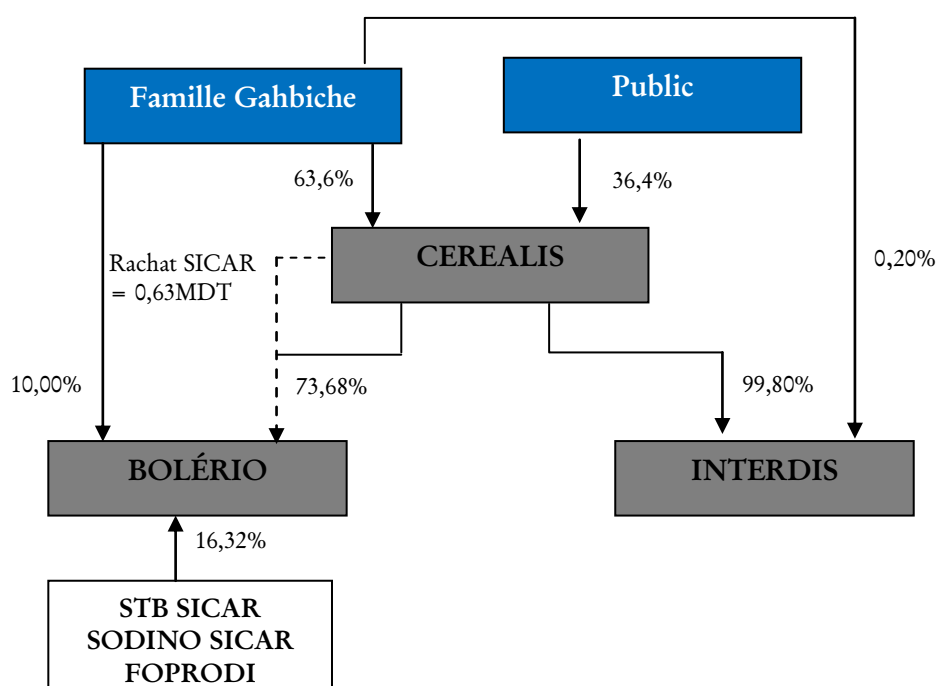 Famille Gahbiche
Public
63,6%
36,4%
CEREALIS
0,20%
Rachat SICAR
= 0,63MDT
10,00%
73,68%
99,80%
BOLÉRIO
INTERDIS
16,32%
STB SICAR
SODINO SICAR
FOPRODI